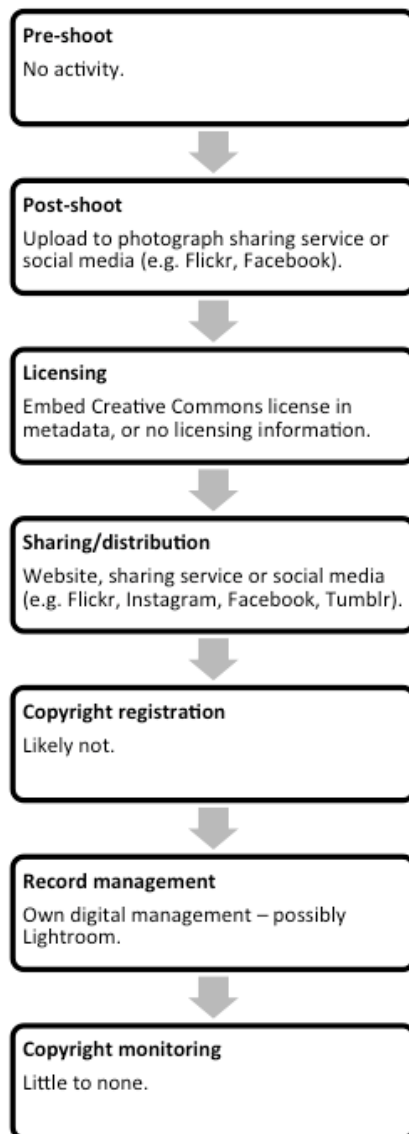 Pre-shoot
No activity.
Post-shoot
Upload to photograph sharing service or
social media (e.g. Flickr, Facebook).
Licensing
Embed Creative Commons license in
metadata, or no licensing information.
Sharing/distribution
Website, sharing service or social media
(e.g. Flickr, Instagram, Facebook, Tumblr).
Copyright registration
Likely not.
Record management
Own digital management – possibly
Lightroom.
Copyright monitoring
Little to none.